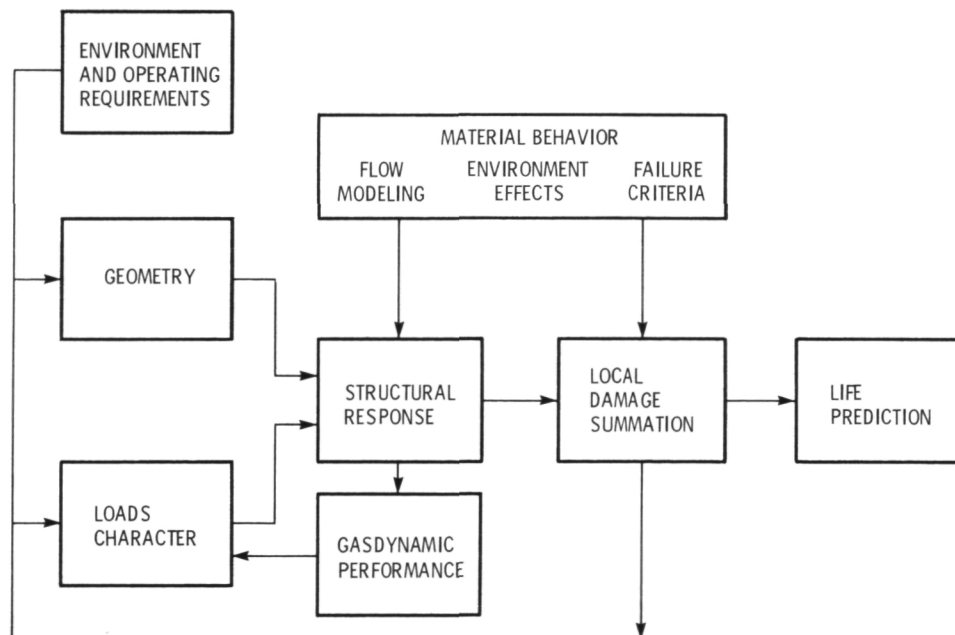 ENVIRONMENT
AND OPERATING
REQUIREMENTS
MATERIAL BEHAVIOR
FLOW
MODELING
ENVIRONMENT
EFFECTS
FAILURE
CRITERIA
GEOMETRY
STRUCTURAL
RESPONSE
LOCAL
DAMAGE
SUMMATION
LIFE
PREDICTION
LOADS
CHARACTER
GASDYNAMIC
PERFORMANCE